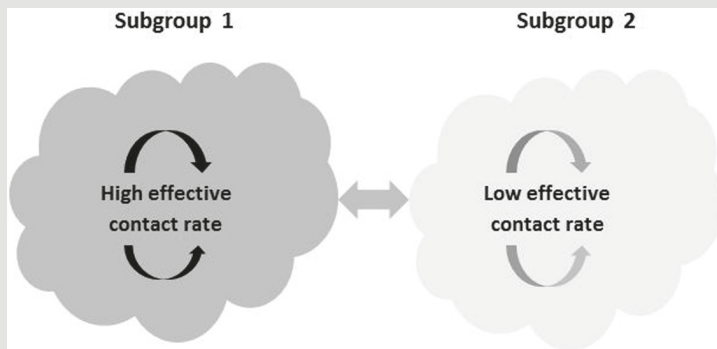 Subgroup 1
Subgroup 2
High effective
contact rate
Low effective
contact rate